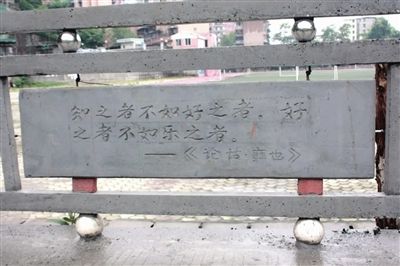 知之者不如好之者,好
之者不如乐之者。
——《论枯·雍也》